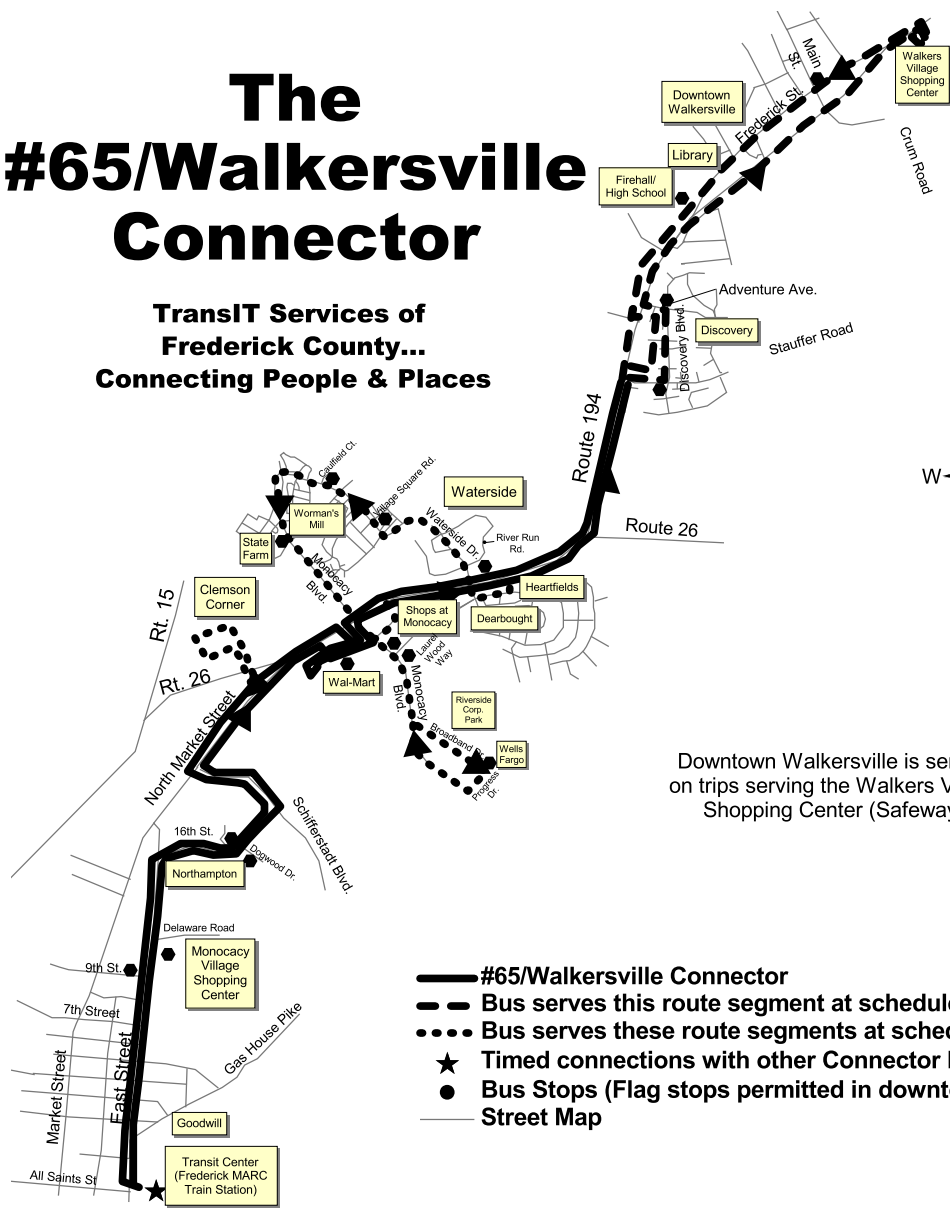 The
#65/Walkersville
Connector
TransIT Services of
Frederick County...
Connecting People & Places
Main
St.
Walkers
Village
Shopping
Center
Downtown
Walkersville
Frederick St.
Library
Crum Road
Firehall/
High School
Adventure Ave.
Discovery
Discovery Blvd.
Stauffer Road
Route 194
Caulfield Ct.
Village Square Rd.
Waterside
W
Worman's
Mill
Waterside Dr.
River Run
Rd.
Route 26
State
Farm
Monocacy
Blvd.
Clemson
Corner
Heartfields
Rt. 15
Shops at
Monocacy
Dearbought
Laurel
Wood
Way
Rt. 26
Wal-Mart
Monocacy
Blvd.
Riverside
Corp.
Park
North Market Street
Broadband Dr.
Wells
Fargo
Progress
Dr.
Downtown Walkersville is ser
on trips serving the Walkers V
Shopping Center (Safeway
Schifferstadt Blvd.
16th St.
Dogwood Dr.
Northampton
Delaware Road
Monocacy
Village
Shopping
Center
9th St.
7th Street
Gas House Pike
Market Street
East Street
#65/Walkersville Connector
Bus serves this route segment at schedule
Bus serves these route segments at sched
Timed connections with other Connector
Bus Stops (Flag stops permitted in downto
Street Map
Goodwill
Transit Center
(Frederick MARC
Train Station)
All Saints St